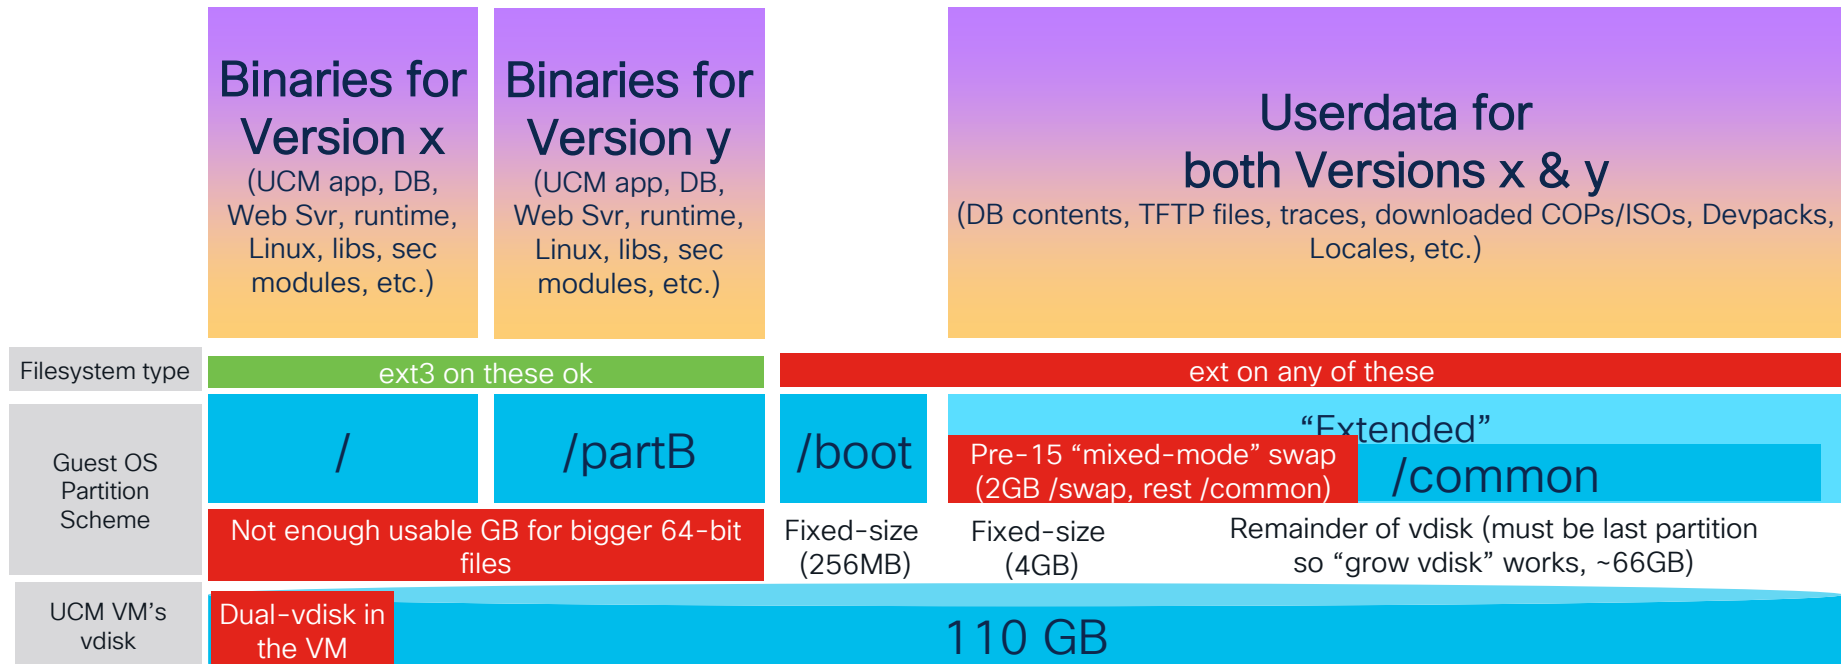 Binaries for
Version x
(UCM app, DB,
Web Svr, runtime,
Linux, libs, sec
modules, etc.)
Binaries for
Version y
(UCM app, DB,
Web Svr, runtime,
Linux, libs, sec
modules, etc.)
Userdata for
both Versions x & y
(DB contents, TFTP files, traces, downloaded COPs/ISOs, Devpacks,
Locales, etc.)
Filesystem type
ext3 on these ok
ext on any of these
Guest OS
Partition
Scheme
/
/partB
/boot
“Extended”
Pre-15 “mixed-mode” swap
(2GB /swap, rest /common)
/common
Not enough usable GB for bigger 64-bit
files
Fixed-size
(256MB)
Fixed-size
(4GB)
Remainder of vdisk (must be last partition
so “grow vdisk” works, ~66GB)
UCM VM’s
vdisk
Dual-vdisk in
the VM
110 GB